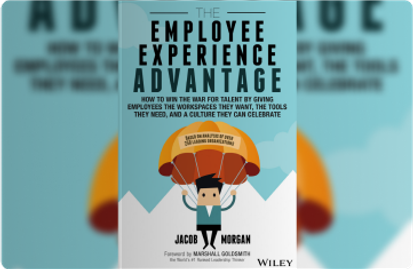 THE
EMPLOYEE
EXPERIENCE
ADVANTAGE
HOW TO WIN THE WAR FOR TALENT BY GIVING
EMPLOYEES THE WORKSPACES THEY WANT, THE TOOLS
THEY NEED, AND A CULTURE THEY CAN CELEBRATE
BASED ON ANALYSIS OF OVER
250 LEADING ORGANIZATIONS
JACOB MORGAN
Foreword by MARSHALL GOLDSMITH
the World's #1 Ranked Leadership Thinker
WILEY